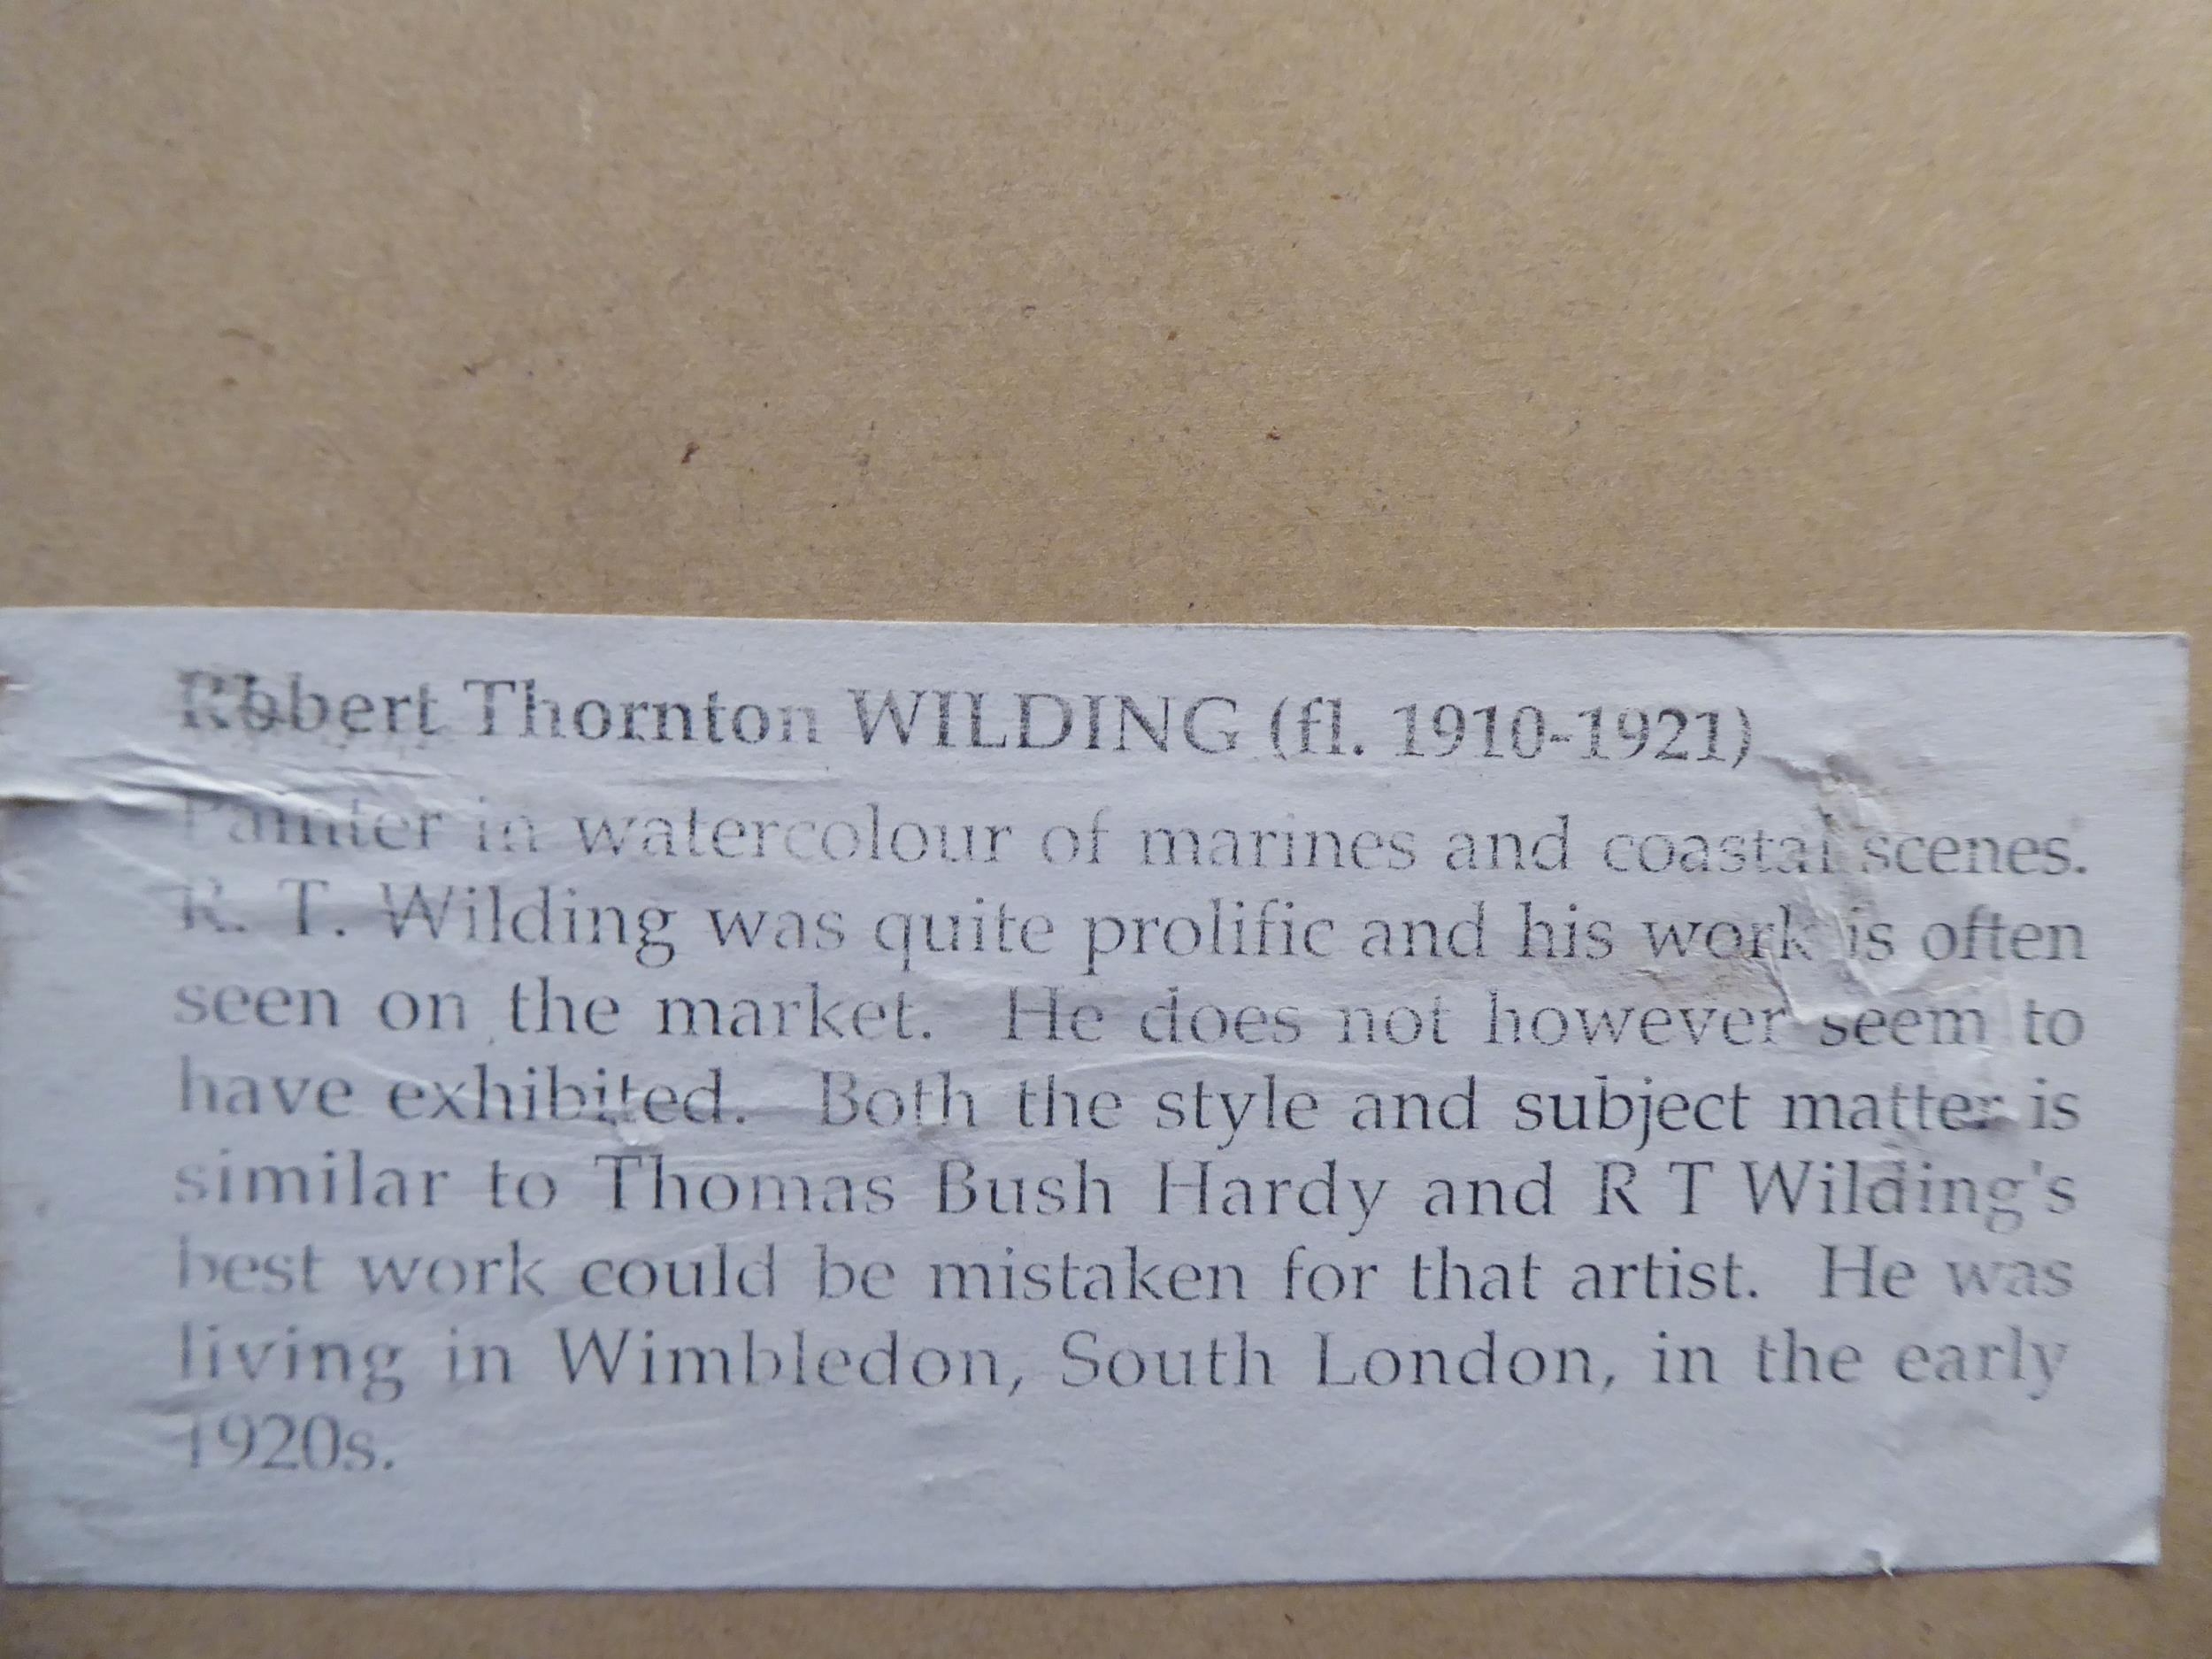 Robert Thornton WILDING (fl. 1910-1921)
Painter in watercolour of marines and coastal scenes.
R. T. Wilding was quite prolific and his work is often
seen on the market. He does not however seem to
have exhibited. Both the style and subject matter is
similar to Thomas Bush Hardy and R T Wilding's
best work could be mistaken for that artist. He was
living in Wimbledon, South London, in the early
1920s.